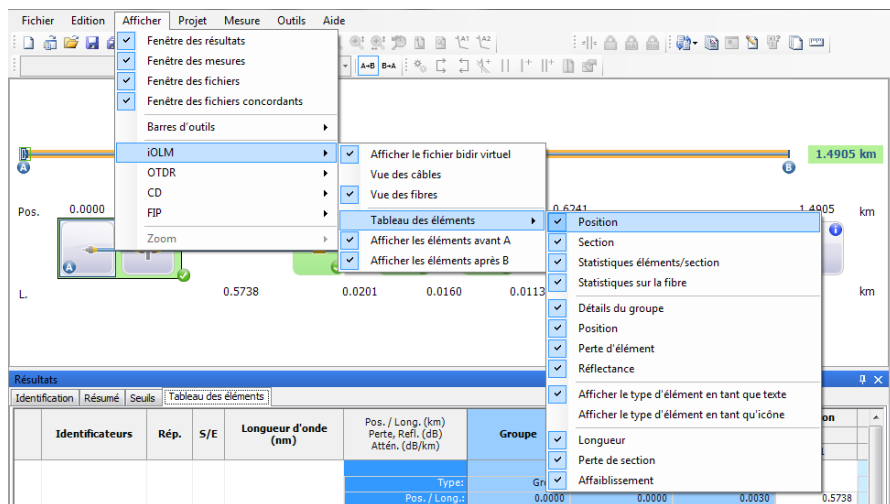 Fichier Edition Afficher Projet Mesure Outils Aide
Fenêtre des résultats
Fenêtre des mesures
Fenêtre des fichiers
Fenêtre des fichiers concordants
Barres d'outils
iOLM
OTDR
CD
FIP
Zoom
Afficher le fichier bidir virtuel
Vue des câbles
Vue des fibres
Tableau des éléments
Afficher les éléments avant A
Afficher les éléments après B
Position
Section
Statistiques éléments/section
Statistiques sur la fibre
Détails du groupe
Position
Perte d'élément
Réflectance
Afficher le type d'élément en tant que texte
Afficher le type d'élément en tant qu'icône
Longueur
Perte de section
Affaiblissement
A→B B→A
1.4905 km
A B
Pos. 0.0000 0.6241 1.4905 km
A
L. 0.5738 0.0201 0.0160 0.0113 km
Résultats
Identification Résumé Seuils Tableau des éléments
Identificateurs Rép. S/E Longueur d'onde (nm) Pos. / Long. (km) Groupe
Perte, Refl. (dB)
Attén. (dB/km)
Type:
Pos. / Long.: 0.0000 0.0000 0.0030 0.5738